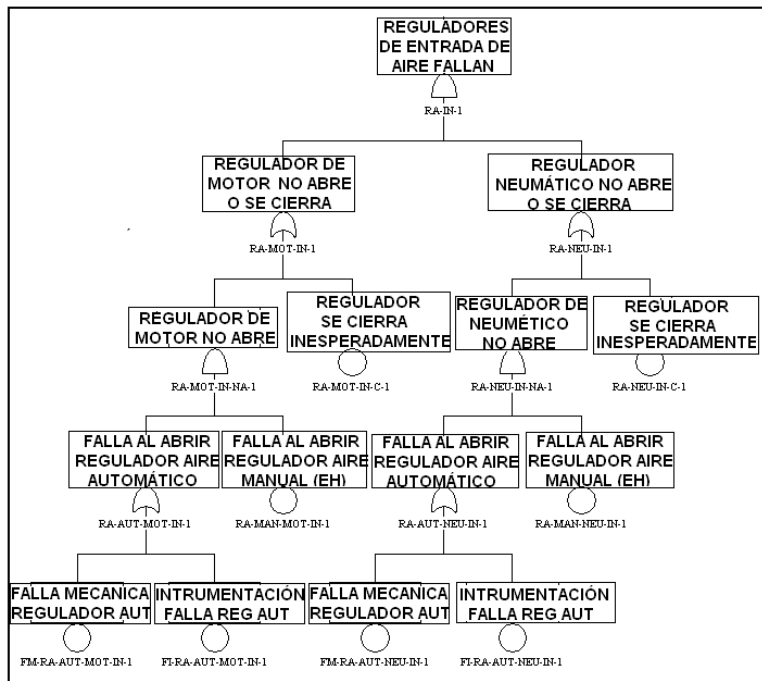 REGULADORES
DE ENTRADA DE
AIRE FALLAN
RA-IN-1
REGULADOR DE
MOTOR NO ABRE
O SE CIERRA
RA-MOT-IN-1
REGULADOR
NEUMÁTICO NO ABRE
O SE CIERRA
RA-NEU-IN-1
REGULADOR DE
MOTOR NO ABRE
RA-MOT-IN-NA-1
REGULADOR
SE CIERRA
INESPERADAMENTE
RA-MOT-IN-C-1
REGULADOR DE
NEUMÉTICO
NO ABRE
RA-NEU-IN-NA-1
REGULADOR
SE CIERRA
INESPERADAMENTE
RA-NEU-IN-C-1
FALLA AL ABRIR
REGULADOR AIRE
AUTOMÁTICO
RA-AUT-MOT-IN-1
FALLA AL ABRIR
REGULADOR AIRE
MANUAL (EH)
RA-MAN-MOT-IN-1
FALLA AL ABRIR
REGULADOR AIRE
AUTOMÁTICO
RA-AUT-NEU-IN-1
FALLA AL ABRIR
REGULADOR AIRE
MANUAL (EH)
RA-MAN-NEU-IN-1
FALLA MECANICA
REGULADOR AUT
FM-RA-AUT-MOT-IN-1
INTRUMENTACIÓN
FALLA REG AUT
FI-RA-AUT-MOT-IN-1
FALLA MECANICA
REGULADOR AUT
FM-RA-AUT-NEU-IN-1
INTRUMENTACIÓN
FALLA REG AUT
FI-RA-AUT-NEU-IN-1